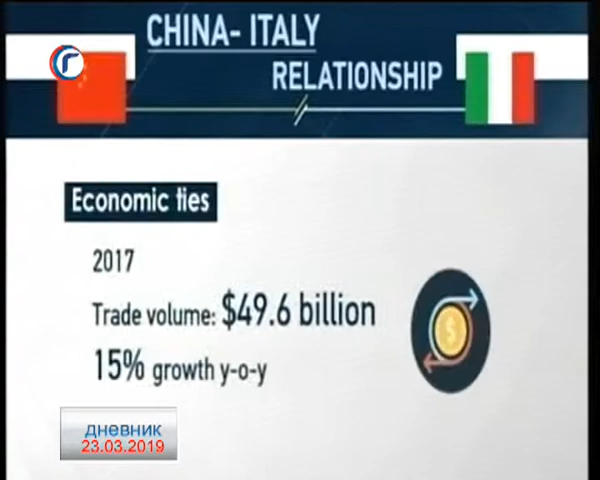 CHINA- ITALY
RELATIONSHIP
Economic ties
2017
Trade volume: $49.6 billion
15% growth y-o-y
$
дневник
23.03.2019